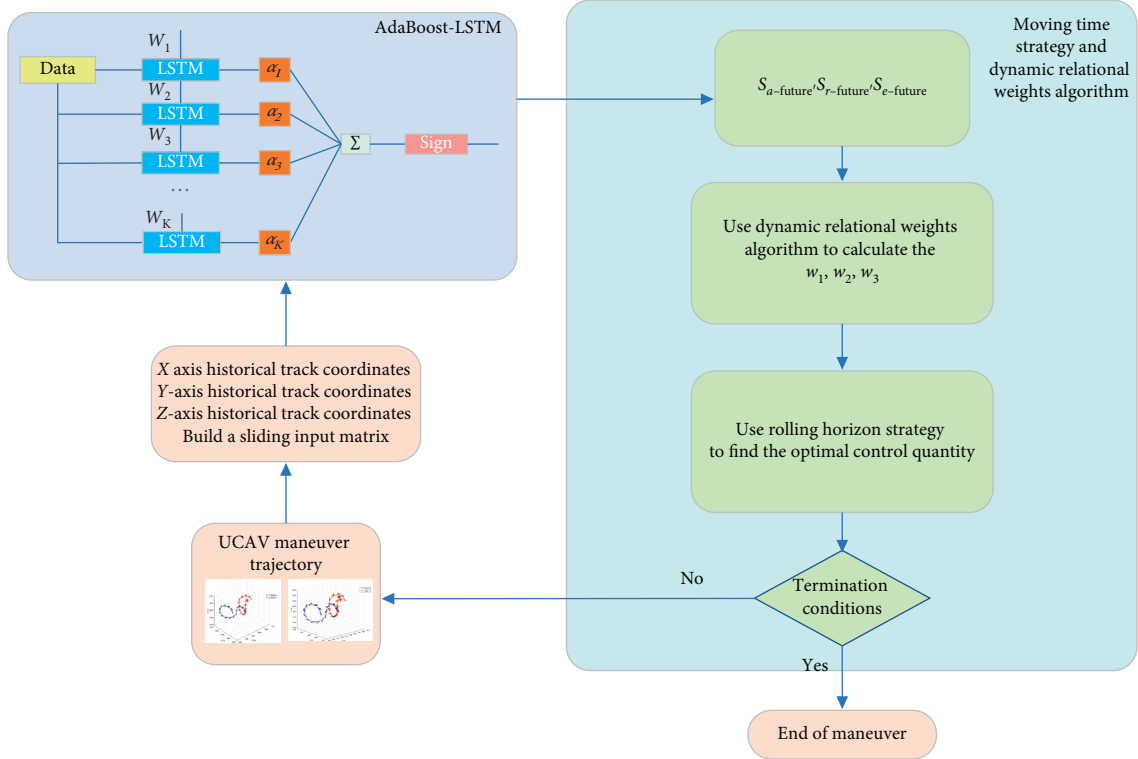 AdaBoost-LSTM
W1
Data
LSTM
α1
W2
LSTM
α2
W3
LSTM
α3
...
WK
LSTM
αK
Σ
Sign
X axis historical track coordinates
Y-axis historical track coordinates
Z-axis historical track coordinates
Build a sliding input matrix
UCAV maneuver
trajectory
Moving time
strategy and
dynamic relational
weights algorithm
Sa–future,Sr–future,Se–future
Use dynamic relational weights
algorithm to calculate the
w1, w2, w3
Use rolling horizon strategy
to find the optimal control quantity
Termination
conditions
No
Yes
End of maneuver